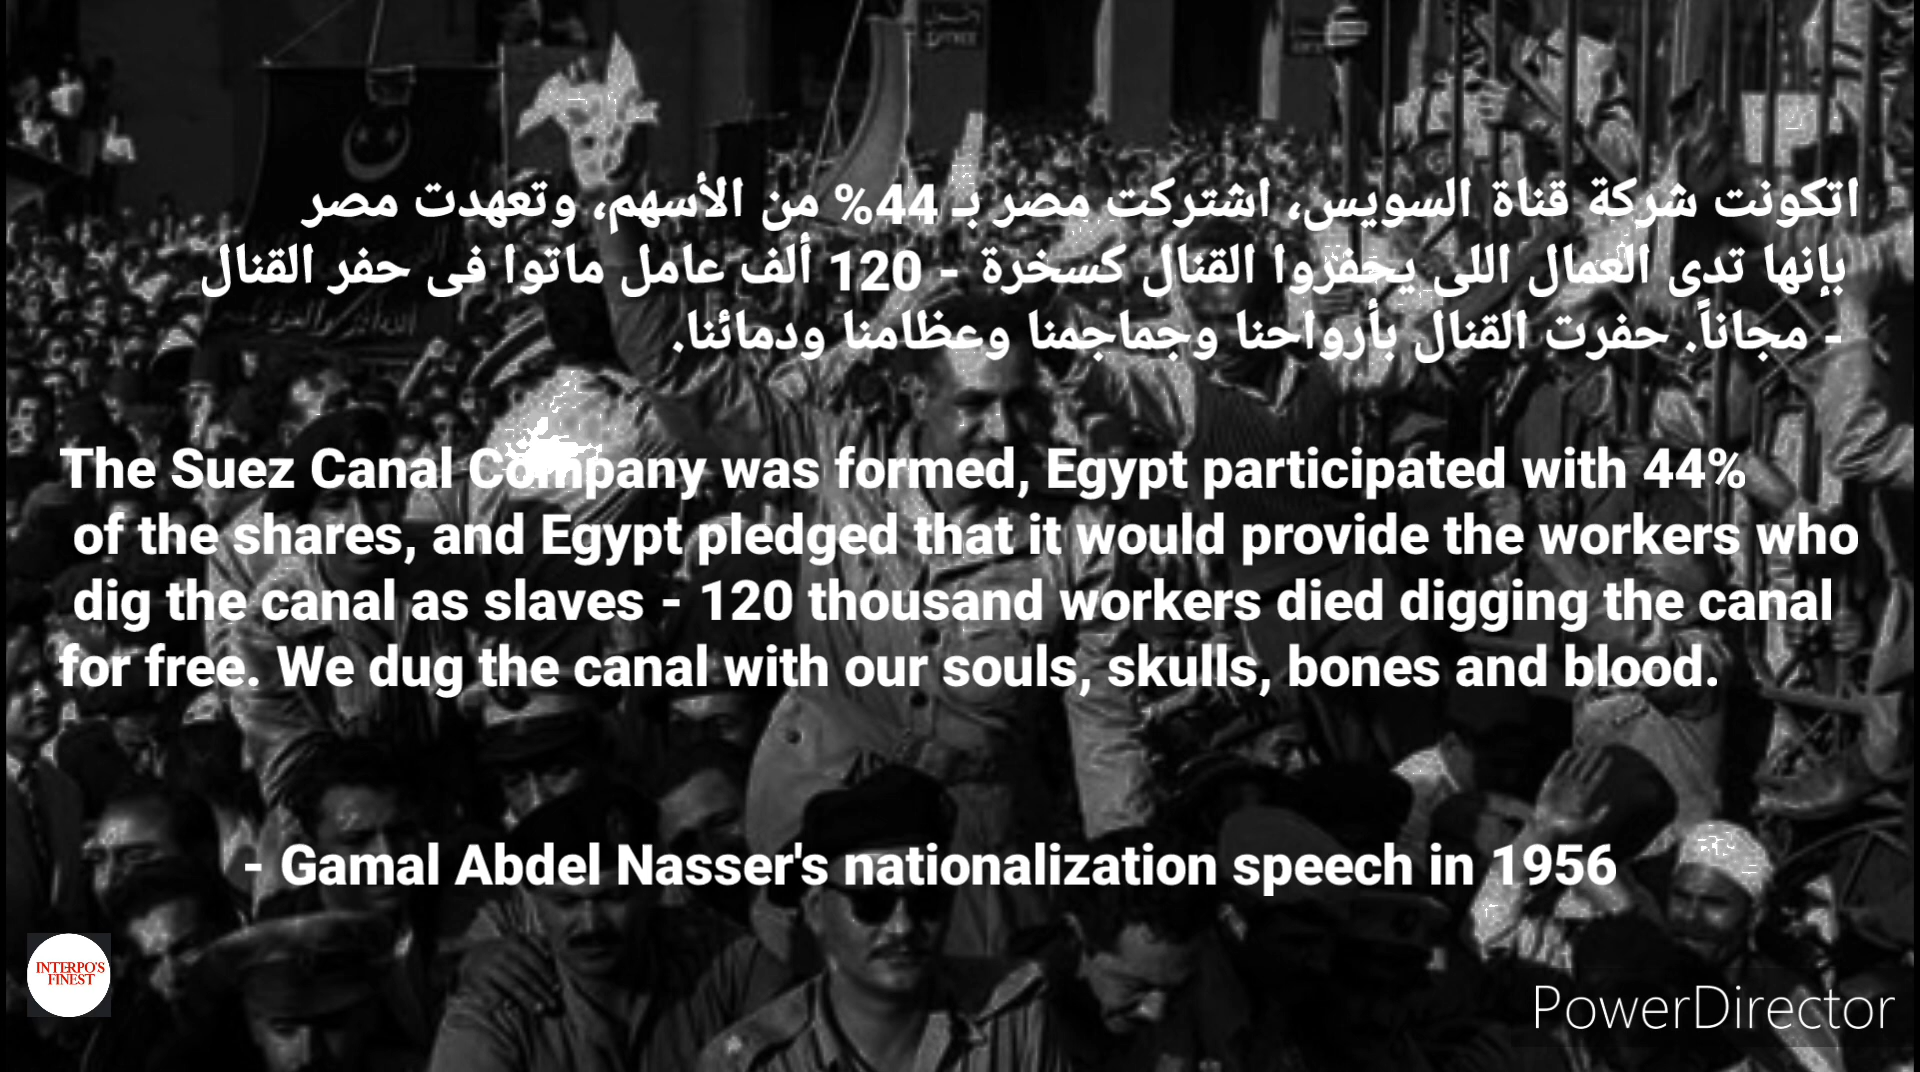 اتكونت شركة قناة السويس، اشتركت مصر بـ 44% من الأسهم، وتعهدت مصر
بإنها تدى العمال اللى يحفروا القنال كسخرة - 120 ألف عامل ماتوا فى حفر القنال
- مجاناً. حفرت القنال بأرواحنا وجماجمنا وعظامنا ودمائنا.
The Suez Canal Company was formed, Egypt participated with 44%
of the shares, and Egypt pledged that it would provide the workers who
dig the canal as slaves - 120 thousand workers died digging the canal
for free. We dug the canal with our souls, skulls, bones and blood.
- Gamal Abdel Nasser's nationalization speech in 1956
INTERPO'S
FINEST
PowerDirector